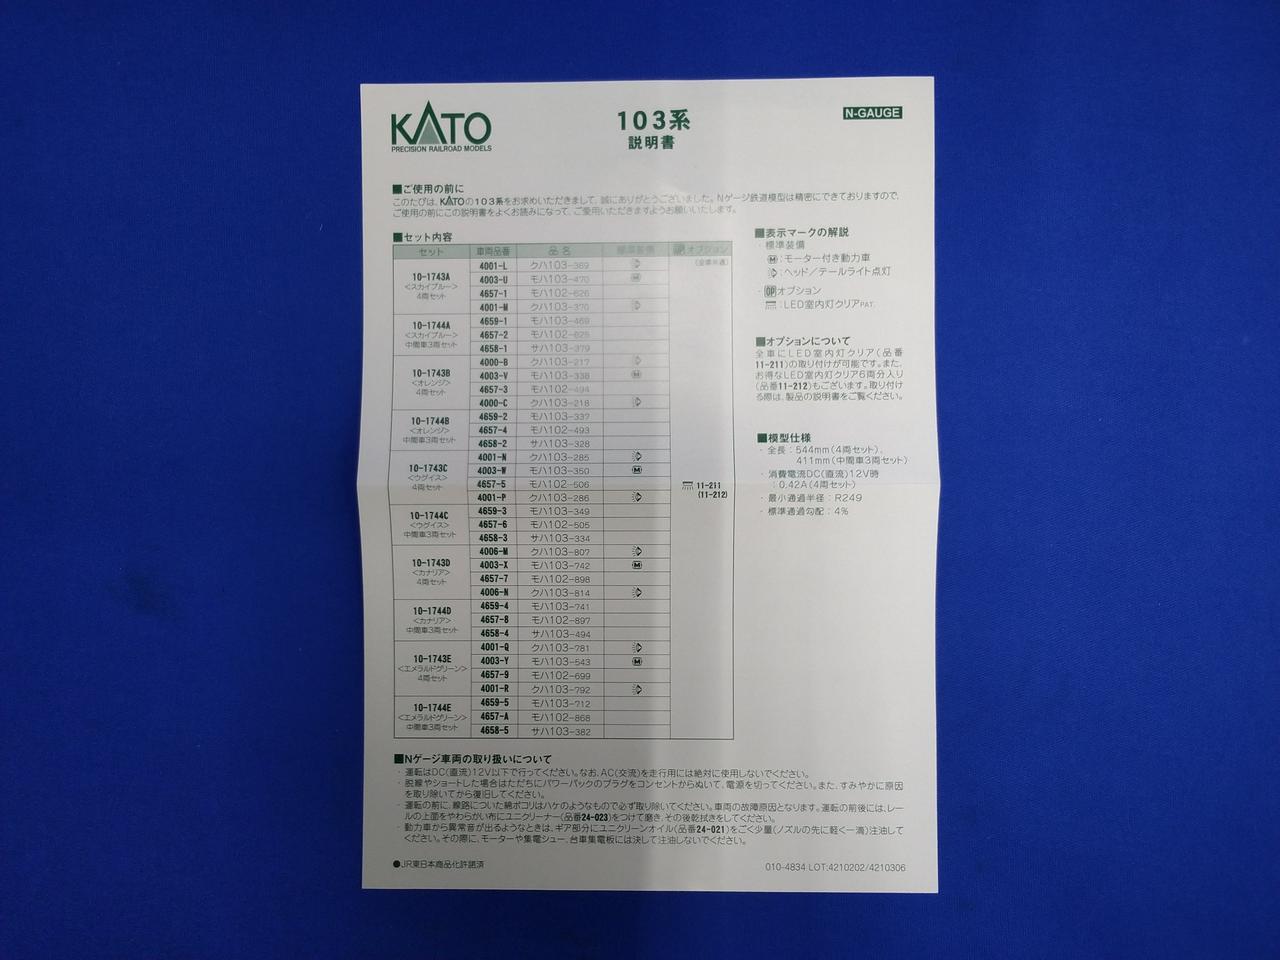 KATO
PRECISION RAILROAD MODELS
103系
説明書
N-GAUGE
■ご使用の前に
このたびは、KATOの103系をお求めいただきまして、誠にありがとうございました。Nゲージ鉄道模型は精密にできておりますので、
ご使用の前にこの説明書をよくお読みになって、ご愛用いただきますようお願いいたします。
■セット内容
セット 車両品番 品名 標準装備 オプション
(全車共通)
10-1743A
<スカイブルー>
4両セット
4001-L クハ103-369
4003-U モハ103-470 M
4657-1 モハ102-626
4001-M クハ103-370
10-1744A
<スカイブルー>
中間車3両セット
4659-1 モハ103-469
4657-2 モハ102-625
4658-1 サハ103-379
10-1743B
<オレンジ>
4両セット
4000-B クハ103-217
4003-V モハ103-338 M
4657-3 モハ102-494
4000-C クハ103-218
10-1744B
<オレンジ>
中間車3両セット
4659-2 モハ103-337
4657-4 モハ102-493
4658-2 サハ103-328
10-1743C
<ウグイス>
4両セット
4001-N クハ103-285
4003-W モハ103-350 M
4657-5 モハ102-506
4001-P クハ103-286
10-1744C
<ウグイス>
中間車3両セット
4659-3 モハ103-349
4657-6 モハ102-505
4658-3 サハ103-334
10-1743D
<カナリア>
4両セット
4006-M クハ103-807
4003-X モハ103-742 M
4657-7 モハ102-898
4006-N クハ103-814
10-1744D
<カナリア>
中間車3両セット
4659-4 モハ103-741
4657-8 モハ102-897
4658-4 サハ103-494
10-1743E
<エメラルドグリーン>
4両セット
4001-Q クハ103-781
4003-Y モハ103-543 M
4657-9 モハ102-699
4001-R クハ103-792
10-1744E
<エメラルドグリーン>
中間車3両セット
4659-5 モハ103-712
4657-A モハ102-868
4658-5 サハ103-382
11-211
(11-212)
■表示マークの解説
・標準装備
M:モーター付き動力車
:ヘッド/テールライト点灯
・OPオプション
:LED室内灯クリアPAT.
■オプションについて
全車にLED室内灯クリア(品番
11-211)の取り付けが可能です。また、
お得なLED室内灯クリア6両分入り
(品番11-212)もございます。取り付け
る際は、製品の説明書をご覧ください。
■模型仕様
・全長:544mm(4両セット)、
411mm(中間車3両セット)
・消費電流DC(直流)12V時
:0.42A(4両セット)
・最小通過半径:R249
・標準通過勾配:4%
■Nゲージ車両の取り扱いについて
・運転はDC(直流)12V以下で行ってください。なお、AC(交流)を走行用には絶対に使用しないでください。
・脱線やショートした場合はただちにパワーパックのプラグをコンセントからぬいて、電源を切ってください。また、すみやかに原因
を取り除いてから復旧してください。
・運転の前に、線路についた綿ボコリはハケのようなもので必ず取り除いてください。車両の故障原因となります。運転の前後には、レー
ルの上面をやわらかい布にユニクリーナー(品番24-023)をつけて磨き、その後乾拭きをしてください。
・動力車から異常音が出るようなときは、ギア部分にユニクリーンオイル(品番24-021)をごく少量(ノズルの先に軽く一滴)注油して
ください。その際に、モーターや集電シュー、台車集電板には決して注油しないでください。
●JR東日本商品化許諾済
010-4834 LOT:4210202/4210306